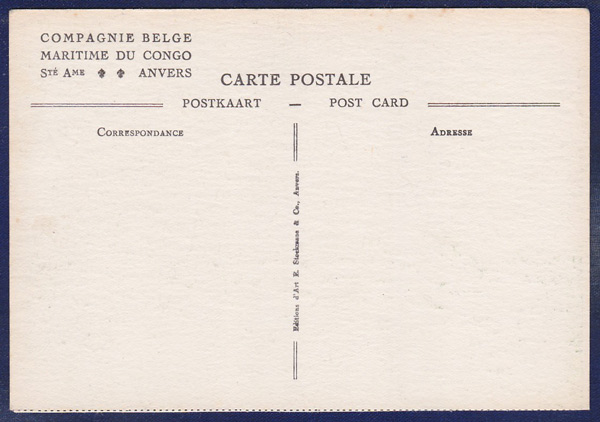 COMPAGNIE BELGE
MARITIME DU CONGO
STÉ AME ANVERS
CARTE POSTALE
POSTKAART — POST CARD
CORRESPONDANCE
ADRESSE
Editions d'Art E. Stockmans & Co., Anvers.